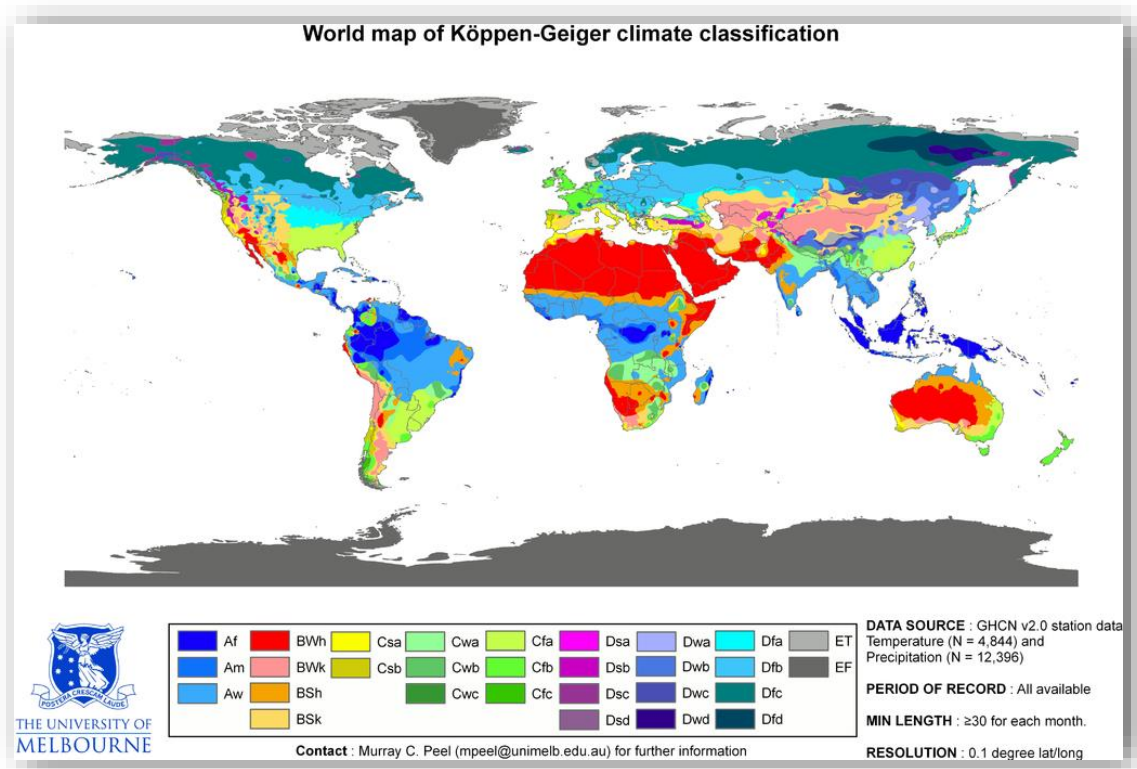 World map of Köppen-Geiger climate classification
Af
Am
Aw
BWh
BWk
BSh
BSk
Csa
Csb
Cwa
Cwb
Cwc
Cfa
Cfb
Cfc
Dsa
Dsb
Dsc
Dsd
Dwa
Dwb
Dwc
Dwd
Dfa
Dfb
Dfc
Dfd
ET
EF
DATA SOURCE : GHCN v2.0 station data
Temperature (N = 4,844) and
Precipitation (N = 12,396)
PERIOD OF RECORD : All available
MIN LENGTH : ≥30 for each month.
RESOLUTION : 0.1 degree lat/long
POSTERA CRESCAM LAUDE
THE UNIVERSITY OF
MELBOURNE
Contact : Murray C. Peel (mpeel@unimelb.edu.au) for further information